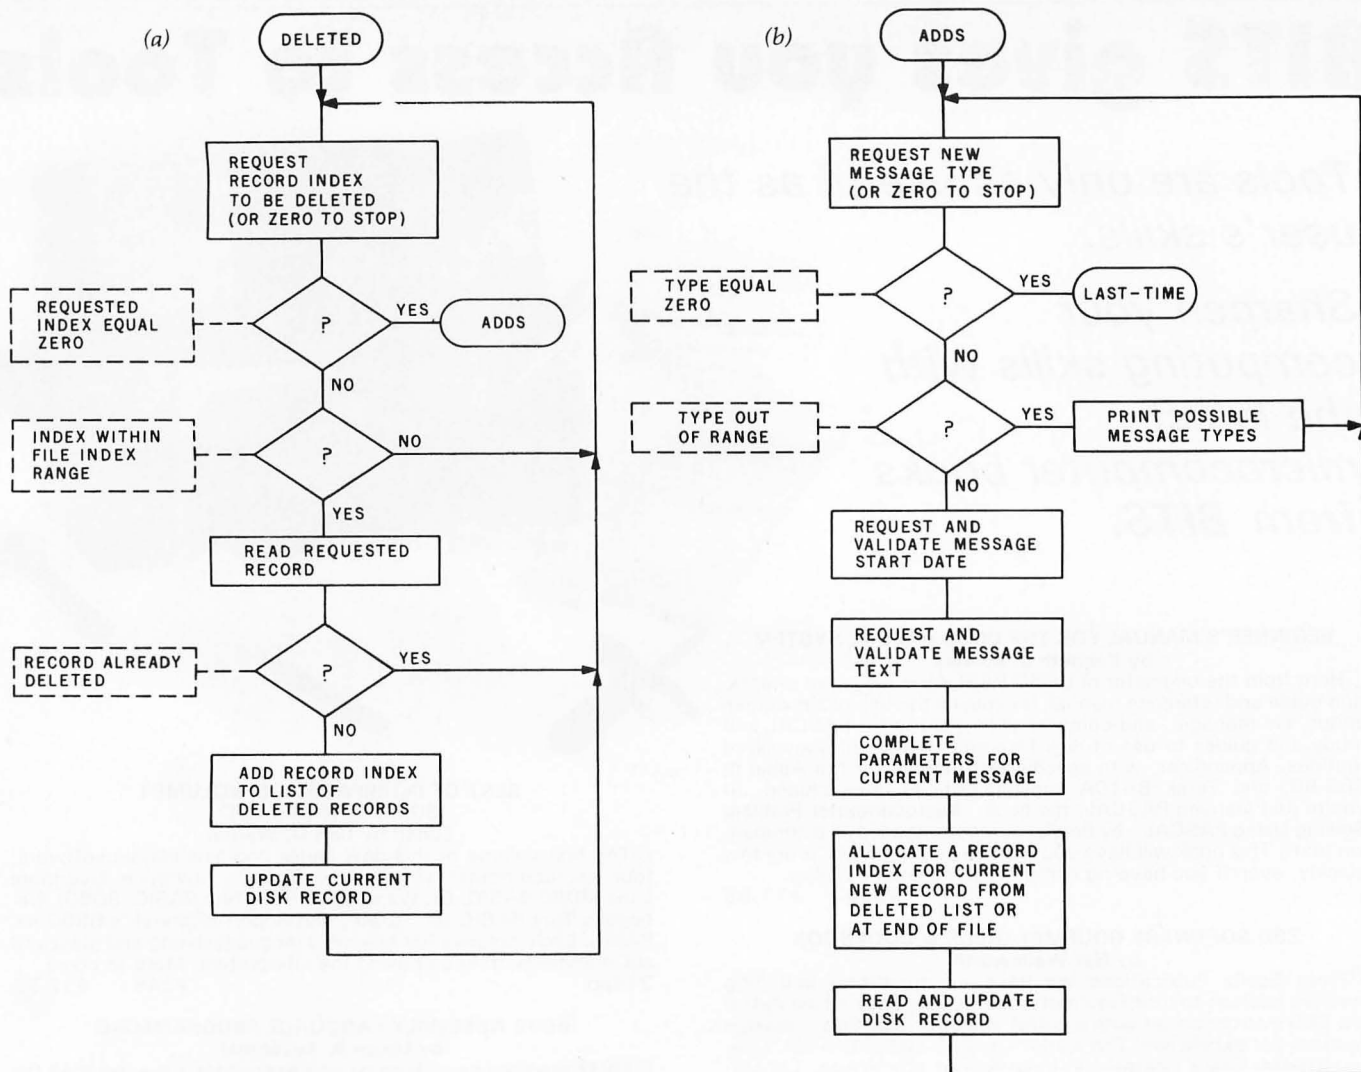 (a)
DELETED
REQUEST
RECORD INDEX
TO BE DELETED
(OR ZERO TO STOP)
REQUESTED
INDEX EQUAL
ZERO
?
YES
ADDS
NO
INDEX WITHIN
FILE INDEX
RANGE
?
NO
YES
READ REQUESTED
RECORD
RECORD ALREADY
DELETED
?
YES
NO
ADD RECORD INDEX
TO LIST OF
DELETED RECORDS
UPDATE CURRENT
DISK RECORD
(b)
ADDS
REQUEST NEW
MESSAGE TYPE
(OR ZERO TO STOP)
TYPE EQUAL
ZERO
?
YES
LAST-TIME
NO
TYPE OUT
OF RANGE
?
YES
PRINT POSSIBLE
MESSAGE TYPES
NO
REQUEST AND
VALIDATE MESSAGE
START DATE
REQUEST AND
VALIDATE MESSAGE
TEXT
COMPLETE
PARAMETERS FOR
CURRENT MESSAGE
ALLOCATE A RECORD
INDEX FOR CURRENT
NEW RECORD FROM
DELETED LIST OR
AT END OF FILE
READ AND UPDATE
DISK RECORD